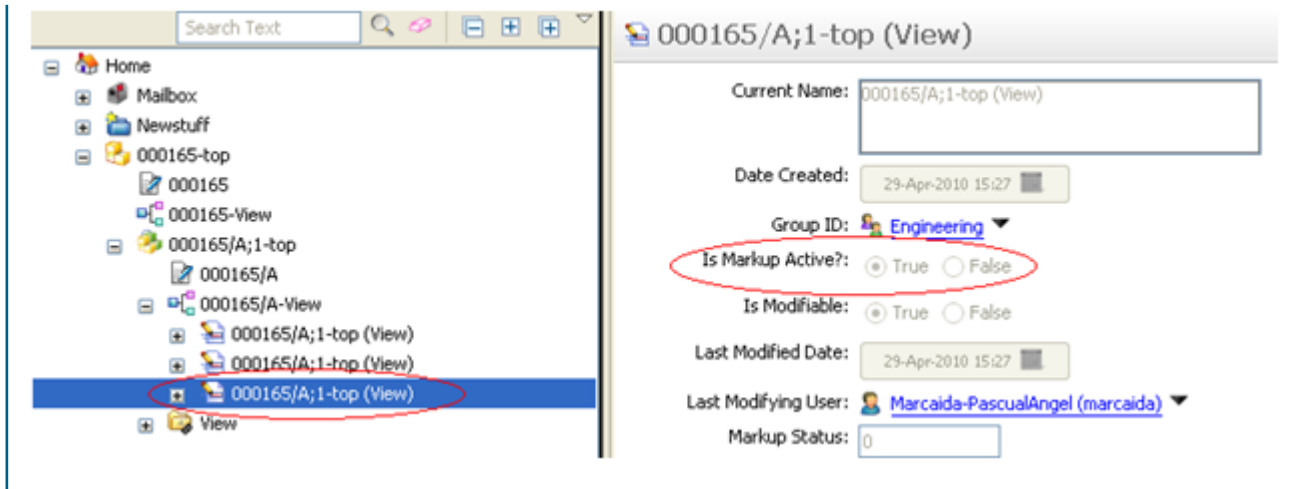 Search Text
Home
Mailbox
Newstuff
000165-top
000165
000165-View
000165/A;1-top
000165/A
000165/A-View
000165/A;1-top (View)
000165/A;1-top (View)
000165/A;1-top (View)
View
000165/A;1-top (View)
Current Name: 000165/A;1-top (View)
Date Created: 29-Apr-2010 15:27
Group ID: Engineering
Is Markup Active?: True False
Is Modifiable: True False
Last Modified Date: 29-Apr-2010 15:27
Last Modifying User: Marcaida-PascualAngel (marcaida)
Markup Status: 0